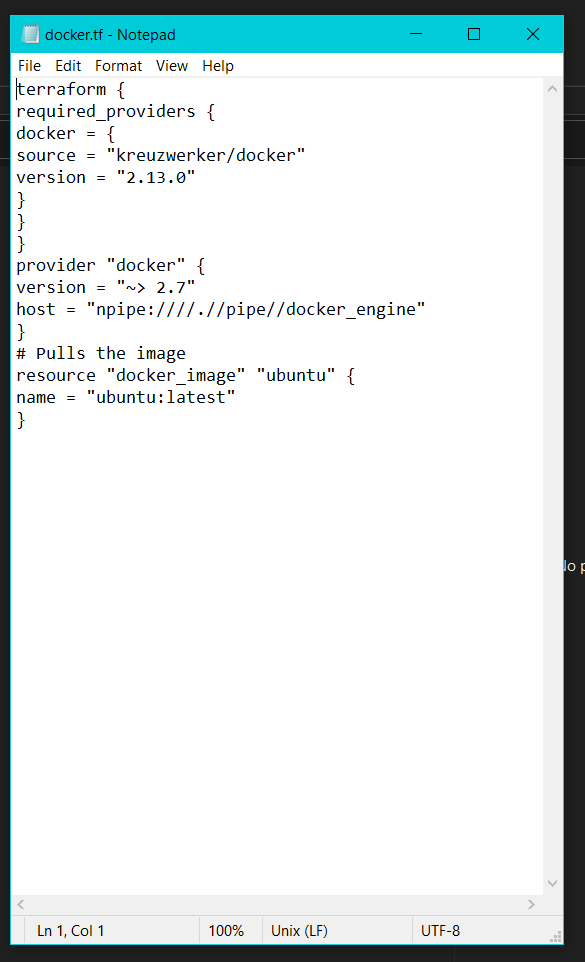 docker.tf - Notepad
File Edit Format View Help
terraform {
required_providers {
docker = {
source = "kreuzwerker/docker"
version = "2.13.0"
}
}
}
provider "docker" {
version = "~> 2.7"
host = "npipe:////.//pipe//docker_engine"
}
# Pulls the image
resource "docker_image" "ubuntu" {
name = "ubuntu:latest"
}
Ln 1, Col 1 100% Unix (LF) UTF-8